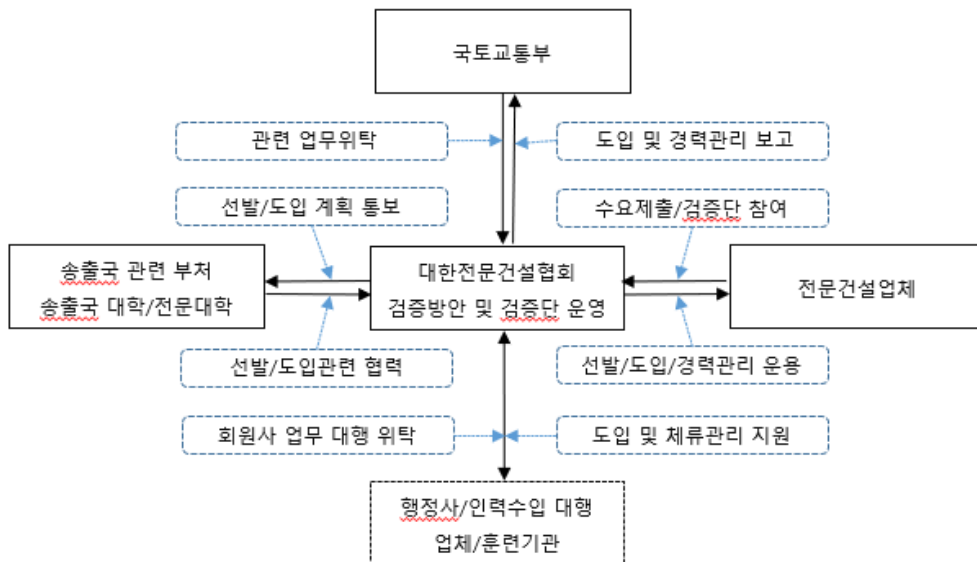 국토교통부
관련 업무위탁
도입 및 경력관리 보고
선발/도입 계획 통보
수요제출/검증단 참여
송출국 관련 부처
송출국 대학/전문대학
대한전문건설협회
검증방안 및 검증단 운영
전문건설업체
선발/도입관련 협력
선발/도입/경력관리 운용
회원사 업무 대행 위탁
도입 및 체류관리 지원
행정사/인력수입 대행
업체/훈련기관